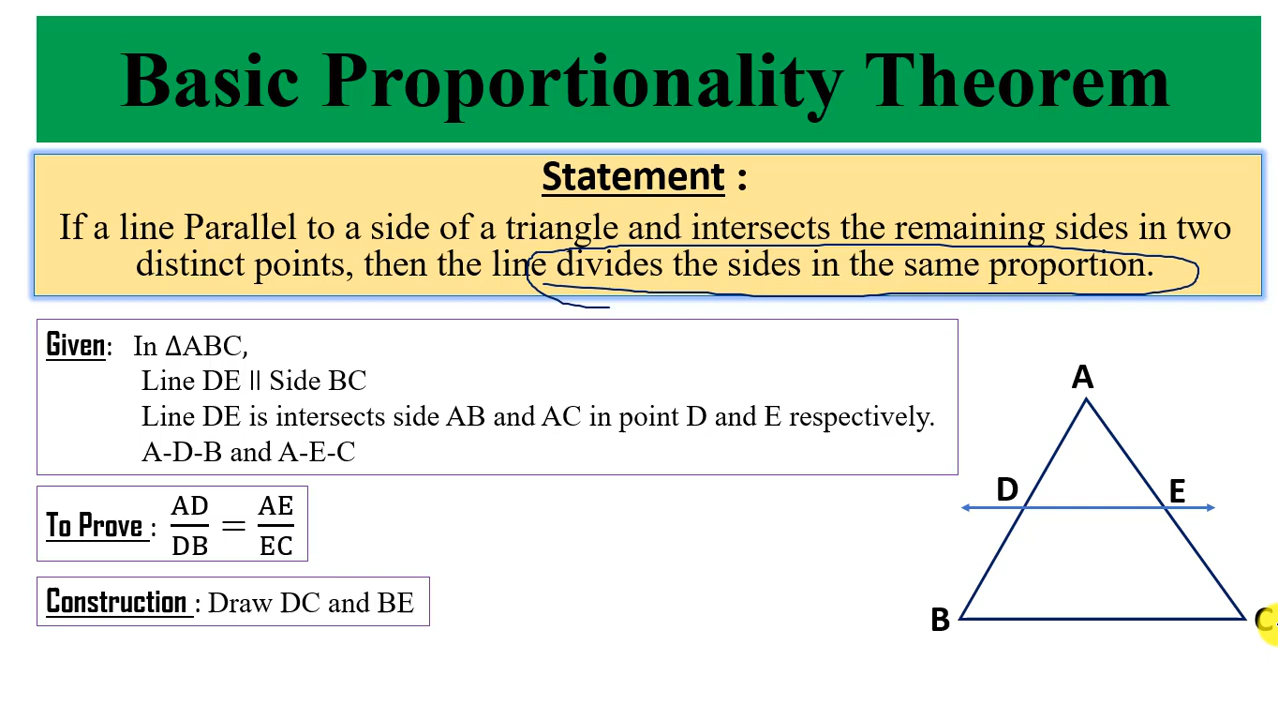 Basic Proportionality Theorem
Statement :
If a line Parallel to a side of a triangle and intersects the remaining sides in two
distinct points, then the line divides the sides in the same proportion.
Given: In ΔABC,
Line DE || Side BC
Line DE is intersects side AB and AC in point D and E respectively.
A-D-B and A-E-C
To Prove : AD/DB = AE/EC
Construction : Draw DC and BE
A
D E
B C